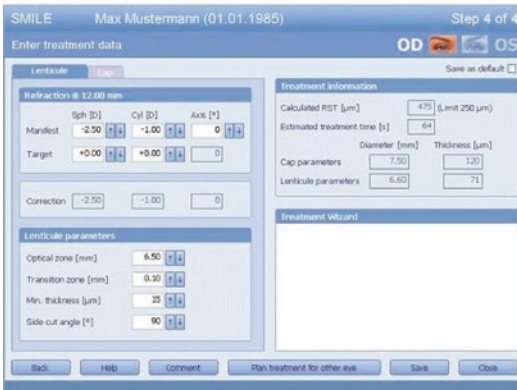 SMILE Max Mustermann (01.01.1985) Step 4 of 4
Enter treatment data OD OS
Lenticule Cap
Save as default
Refraction @ 12.00 mm
Sph [D] Cyl [D] Axis [°]
Manifest -2.50 -1.00 0
Target +0.00 +0.00 0
Correction -2.50 -1.00 0
Lenticule parameters
Optical zone [mm] 6.50
Transition zone [mm] 0.10
Min. thickness [µm] 15
Side cut angle [°] 90
Treatment information
Calculated RST [µm] 475 (Limit 250 µm)
Estimated treatment time [s] 64
Diameter [mm] Thickness [µm]
Cap parameters 7.50 120
Lenticule parameters 6.60 71
Treatment Wizard
Back Help Comment Plan treatment for other eye Save Close